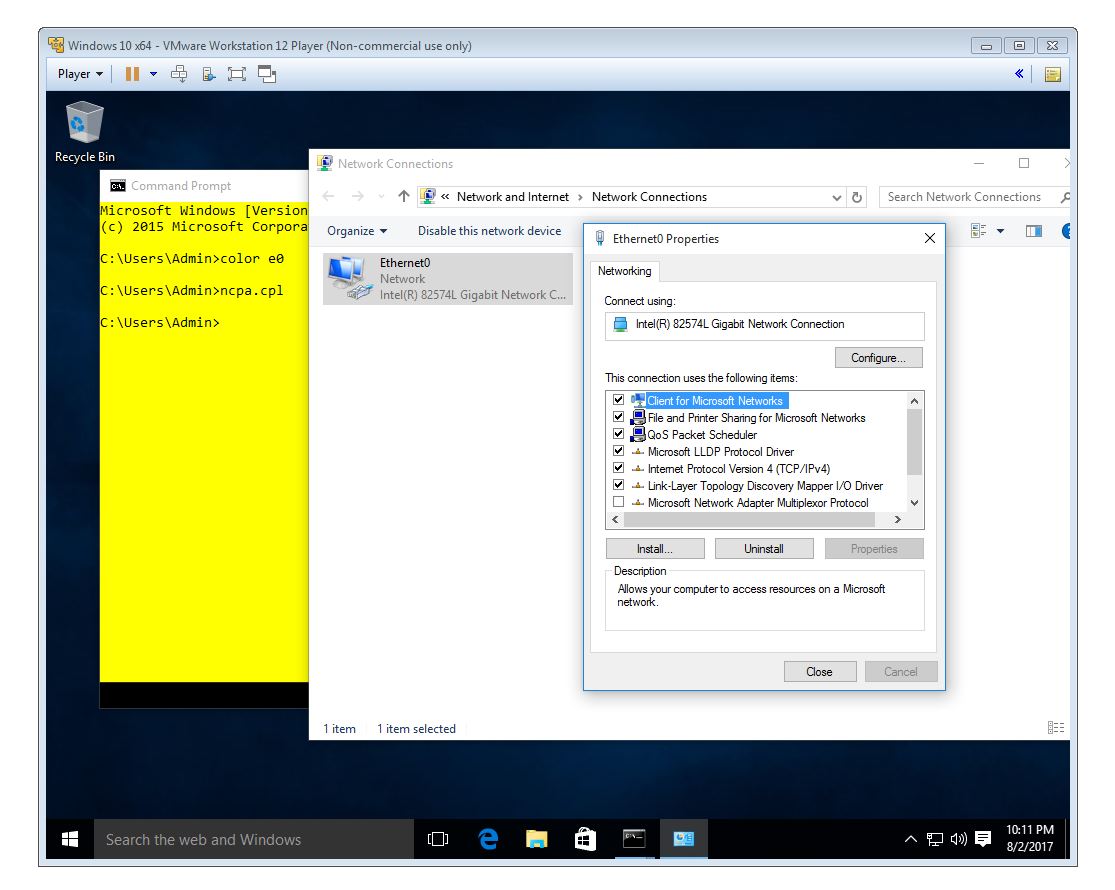 Windows 10 x64 - VMware Workstation 12 Player (Non-commercial use only)
Player
Recycle Bin
Command Prompt
Microsoft Windows [Version
(c) 2015 Microsoft Corpora
C:\Users\Admin>color e0
C:\Users\Admin>ncpa.cpl
C:\Users\Admin>
Network Connections
« Network and Internet > Network Connections
Search Network Connections
Organize
Disable this network device
Ethernet0
Network
Intel(R) 82574L Gigabit Network C...
1 item
1 item selected
Ethernet0 Properties
Networking
Connect using:
Intel(R) 82574L Gigabit Network Connection
Configure...
This connection uses the following items:
Client for Microsoft Networks
File and Printer Sharing for Microsoft Networks
QoS Packet Scheduler
Microsoft LLDP Protocol Driver
Internet Protocol Version 4 (TCP/IPv4)
Link-Layer Topology Discovery Mapper I/O Driver
Microsoft Network Adapter Multiplexor Protocol
Install...
Uninstall
Properties
Description
Allows your computer to access resources on a Microsoft
network.
Close
Cancel
Search the web and Windows
10:11 PM
8/2/2017